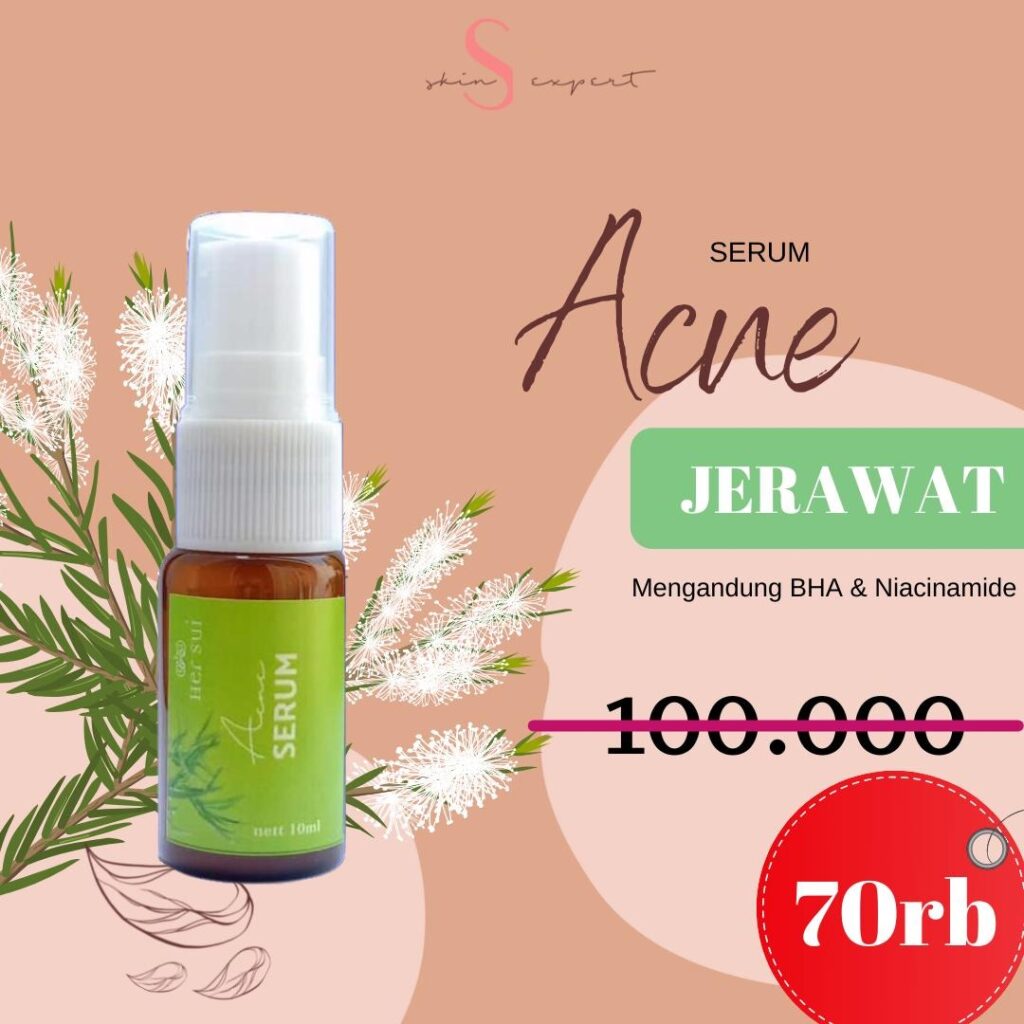 skin S expert
SERUM
Acne
JERAWAT
Mengandung BHA & Niacinamide
100.000
70rb
Her sui
Acne
SERUM
nett 10ml